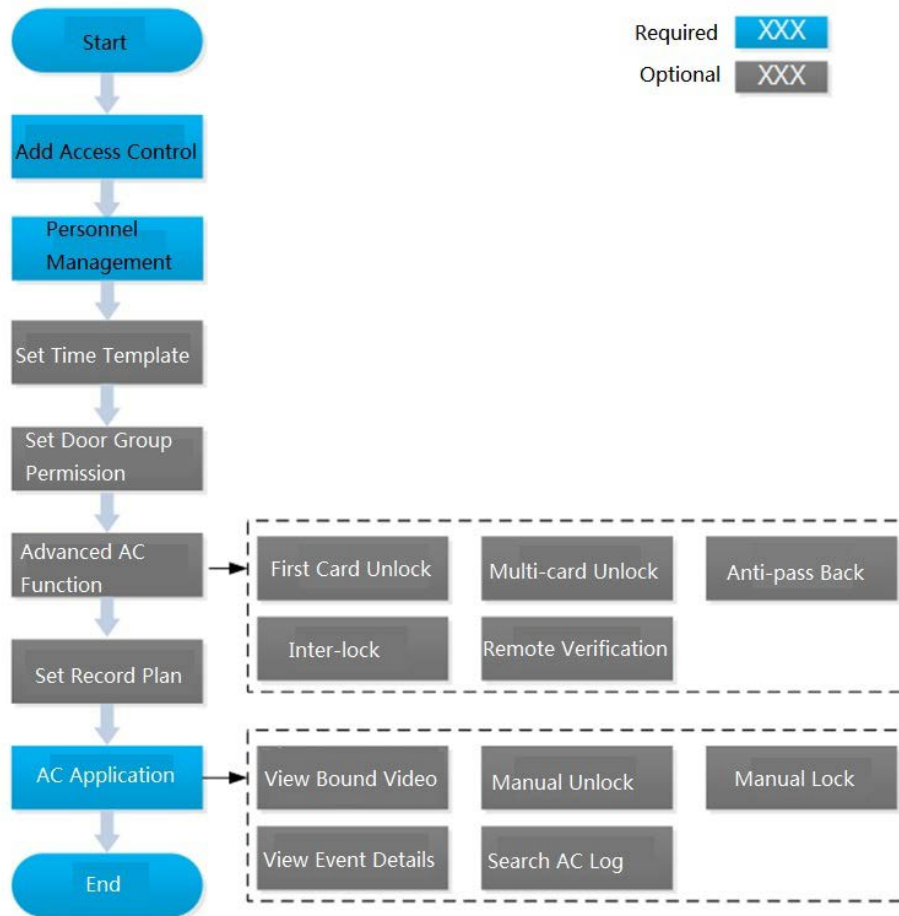 Start
Required XXX
Optional XXX
Add Access Control
Personnel
Management
Set Time Template
Set Door Group
Permission
Advanced AC
Function
First Card Unlock
Multi-card Unlock
Anti-pass Back
Inter-lock
Remote Verification
Set Record Plan
AC Application
View Bound Video
Manual Unlock
Manual Lock
View Event Details
Search AC Log
End